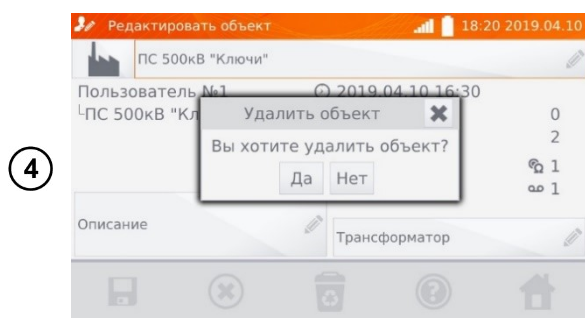 Редактировать объект 18:20 2019.04.10
ПС 500кВ "Ключи"
Пользователь №1 2019.04.10 16:30
ПС 500кВ "Кл
Удалить объект
0
Вы хотите удалить объект?
2
Да Нет
1
1
4
Описание
Трансформатор